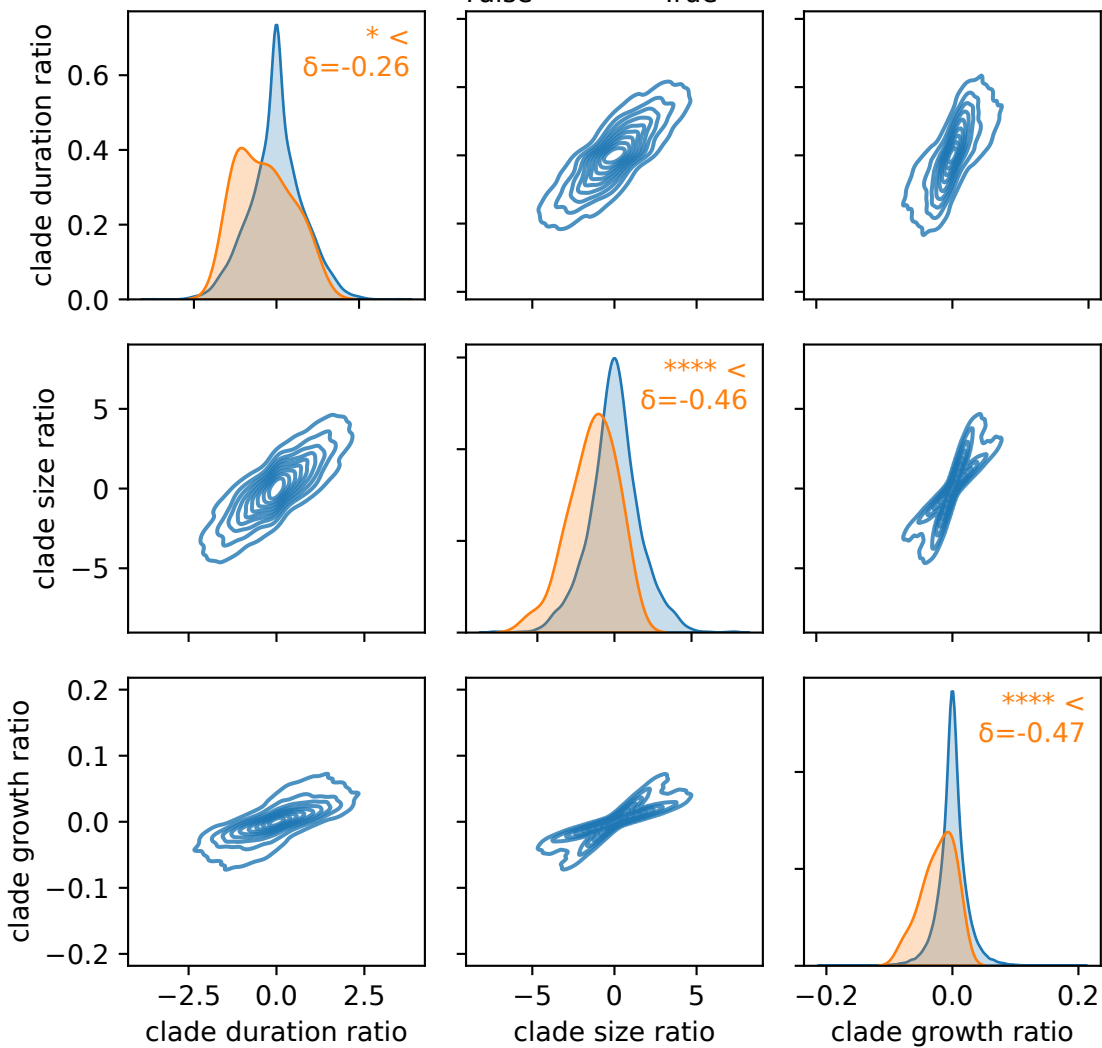 clade duration ratio
0.6
0.4
0.2
0.0
* <
δ=-0.26
clade size ratio
5
0
−5
**** <
δ=-0.46
clade growth ratio
0.2
0.1
0.0
−0.1
−0.2
**** <
δ=-0.47
−2.5 0.0 2.5
−5 0 5
−0.2 0.0 0.2
clade duration ratio
clade size ratio
clade growth ratio